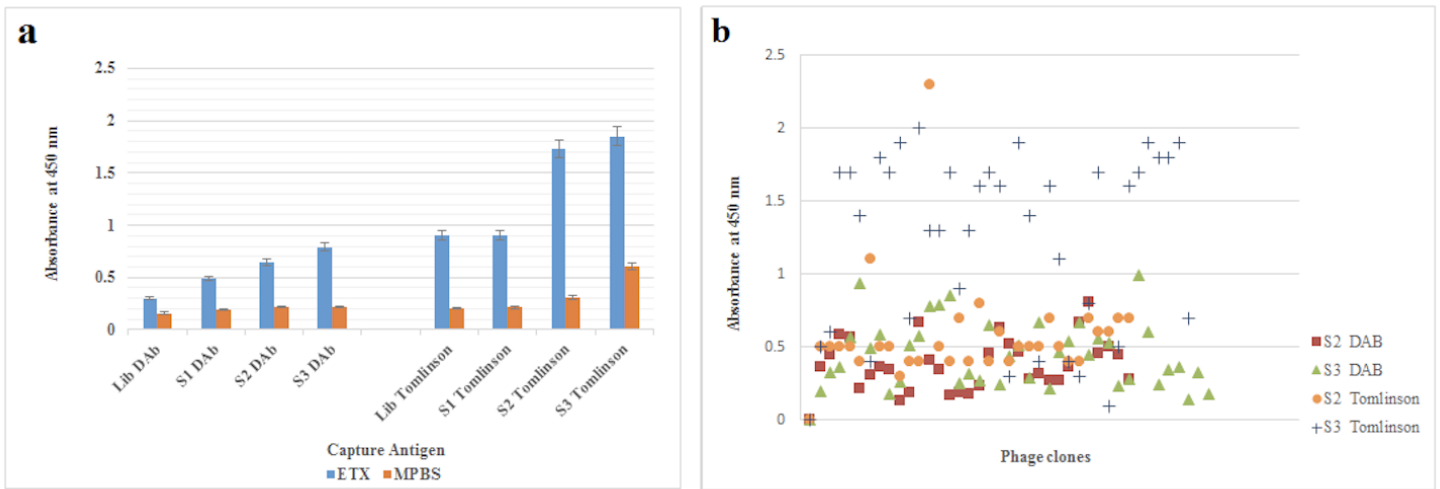 a
2.5
2
1.5
1
0.5
0
Absorbance at 450 nm
Lib DAb
S1 DAb
S2 DAb
S3 DAb
Lib Tomlinson
S1 Tomlinson
S2 Tomlinson
S3 Tomlinson
Capture Antigen
ETX MPBS
b
2.5
2
1.5
1
0.5
0
Absorbance at 450 nm
Phage clones
S2 DAB
S3 DAB
S2 Tomlinson
S3 Tomlinson